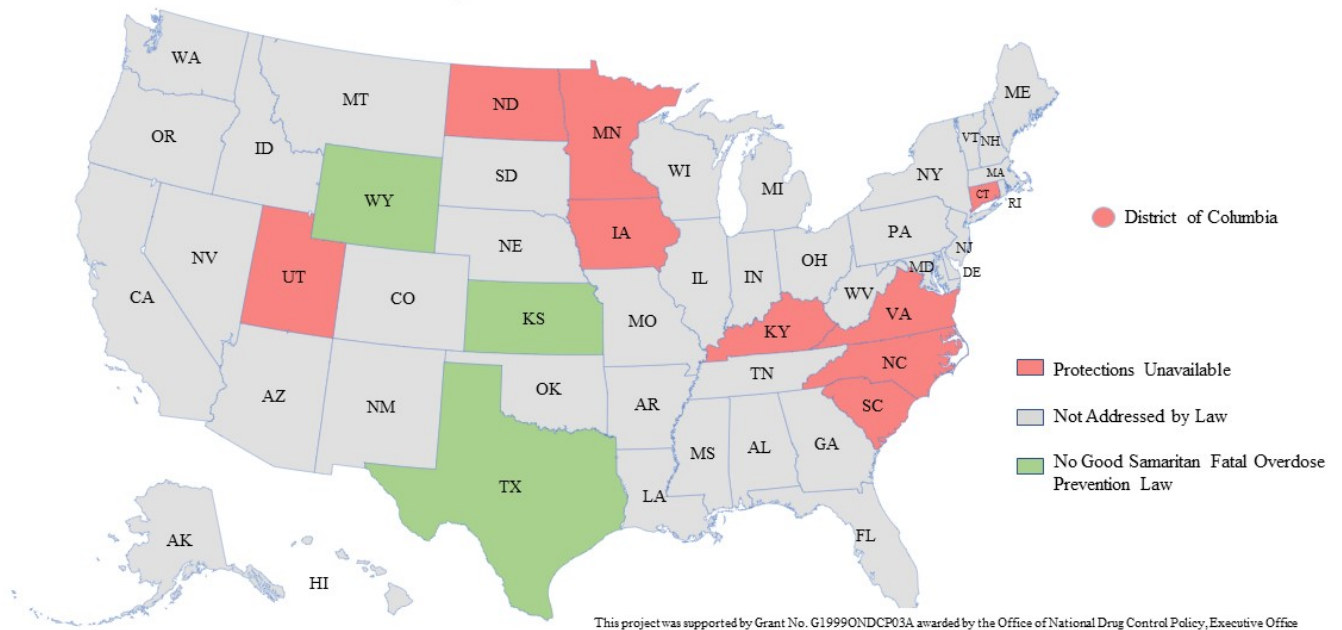 WA
MT
ND
MN
ME
OR
ID
SD
WI
MI
NY
VT
NH
MA
CT
RI
WY
IA
NE
PA
NJ
District of Columbia
NV
UT
CO
IL
IN
OH
MD
DE
WV
CA
KS
MO
KY
VA
Protections Unavailable
AZ
NM
OK
AR
TN
NC
SC
Not Addressed by Law
TX
LA
MS
AL
GA
No Good Samaritan Fatal Overdose
Prevention Law
FL
AK
HI
This project was supported by Grant No. G1999ONDCP03A awarded by the Office of National Drug Control Policy, Executive Office